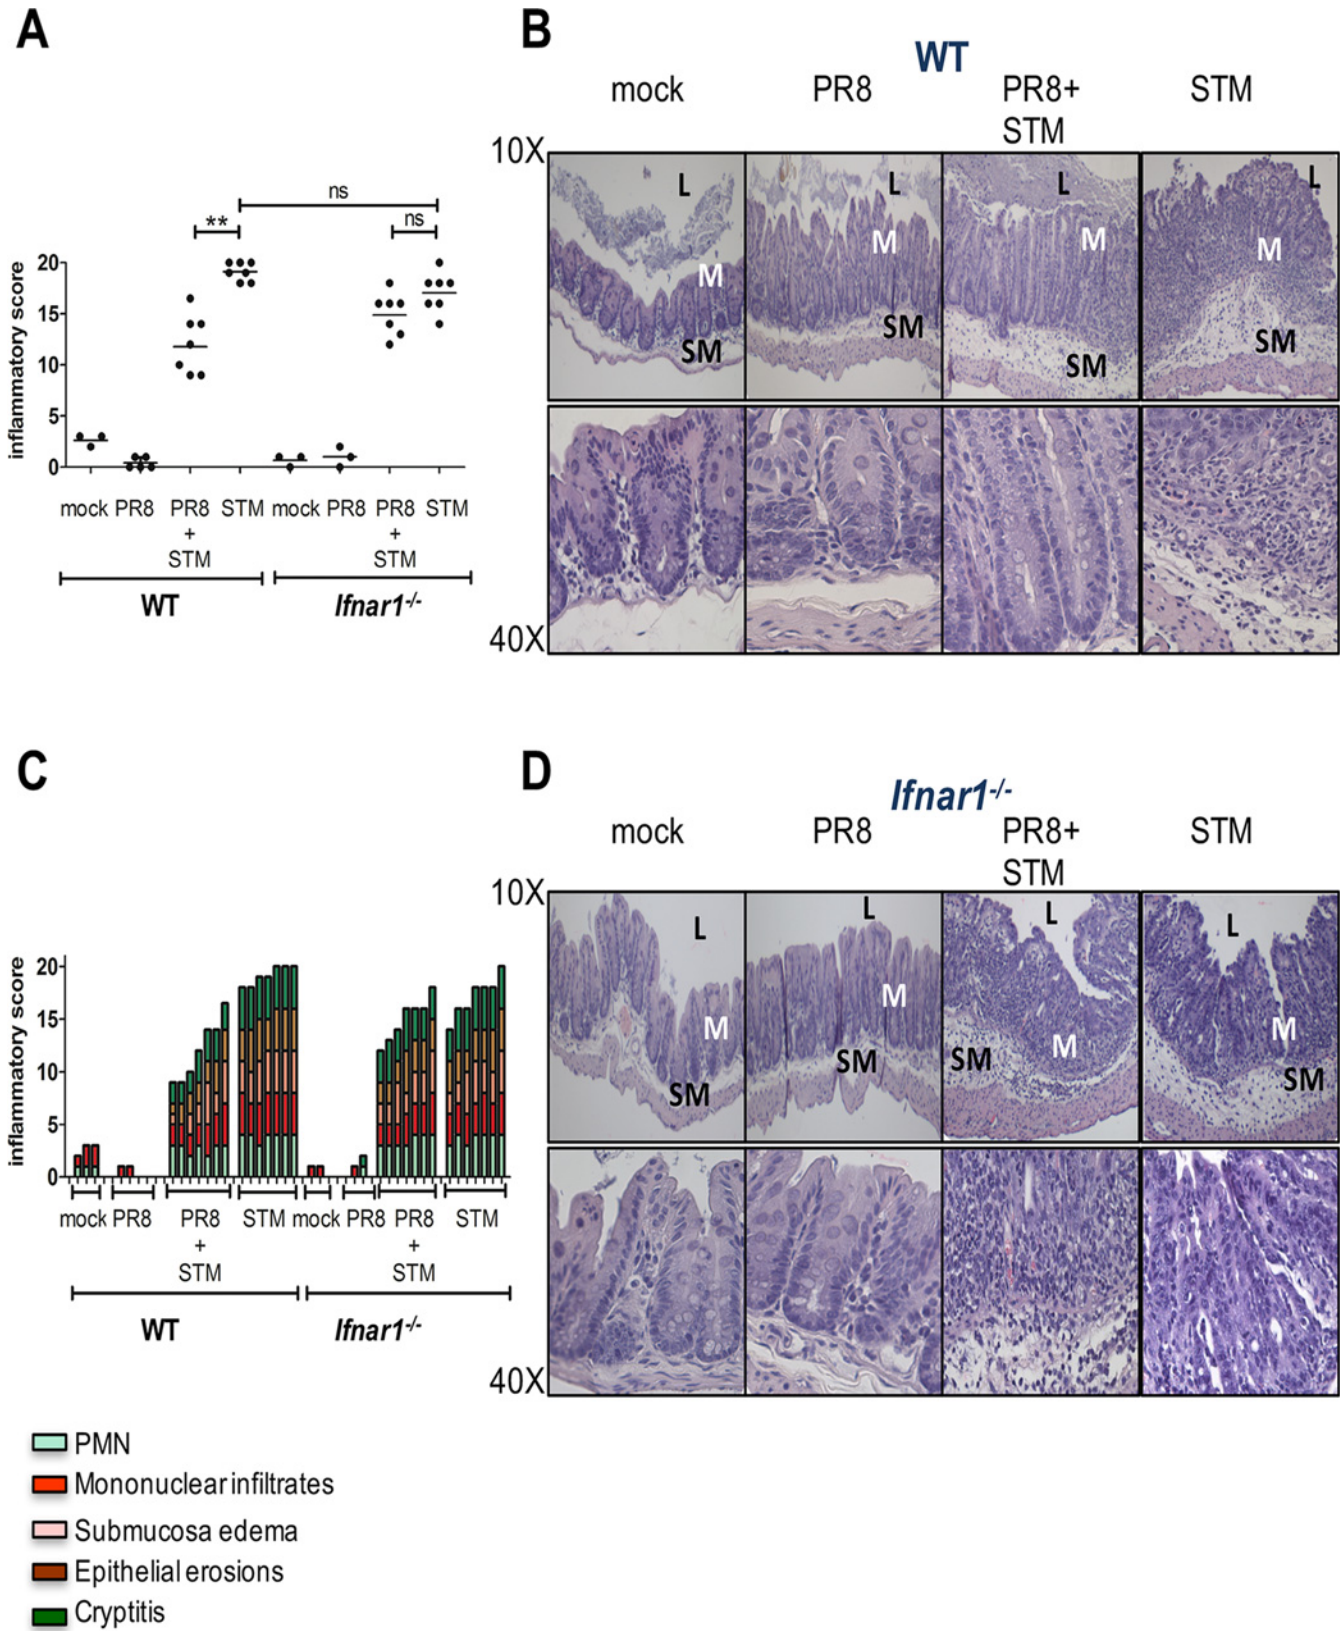 A
ns
**
ns
inflammatory score
20
15
10
5
0
mock PR8 PR8 STM mock PR8 PR8 STM
+ +
STM STM
WT Ifnar1-/-
B
WT
mock PR8 PR8+ STM
STM
10X
L L L L
M M M M
SM SM SM SM
40X
C
inflammatory score
20
15
10
5
0
mock PR8 PR8 STM mock PR8 PR8 STM
+ +
STM STM
WT Ifnar1-/-
PMN
Mononuclear infiltrates
Submucosa edema
Epithelial erosions
Cryptitis
D
Ifnar1-/-
mock PR8 PR8+ STM
STM
10X
L L L L
M M M M
SM SM SM SM
40X